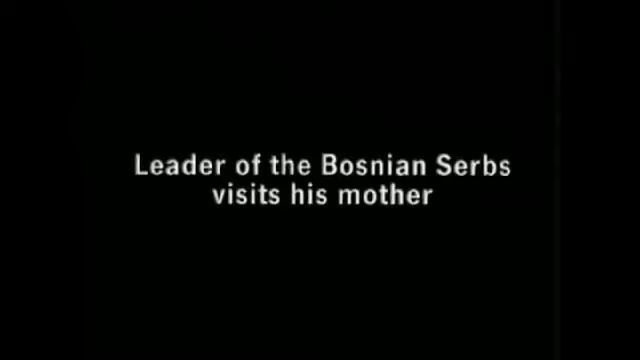 Leader of the Bosnian Serbs
visits his mother